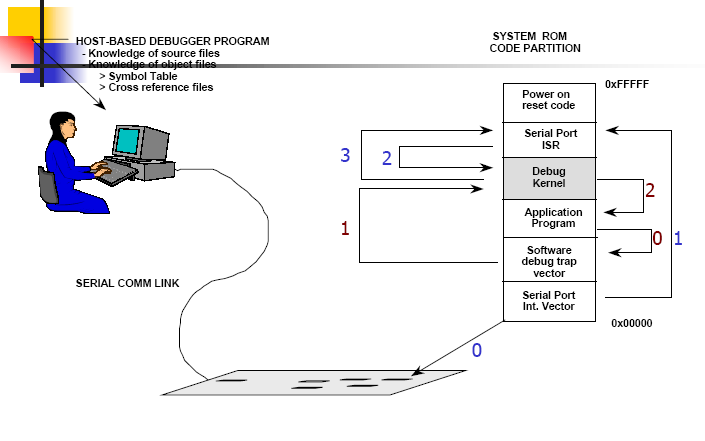 HOST-BASED DEBUGGER PROGRAM
- Knowledge of source files
- Knowledge of object files
> Symbol Table
> Cross reference files
SYSTEM ROM
CODE PARTITION
0xFFFFF
Power on
reset code
Serial Port
ISR
3
2
Debug
Kernel
2
Application
Program
1
0
1
Software
debug trap
vector
SERIAL COMM LINK
Serial Port
Int. Vector
0x00000
0